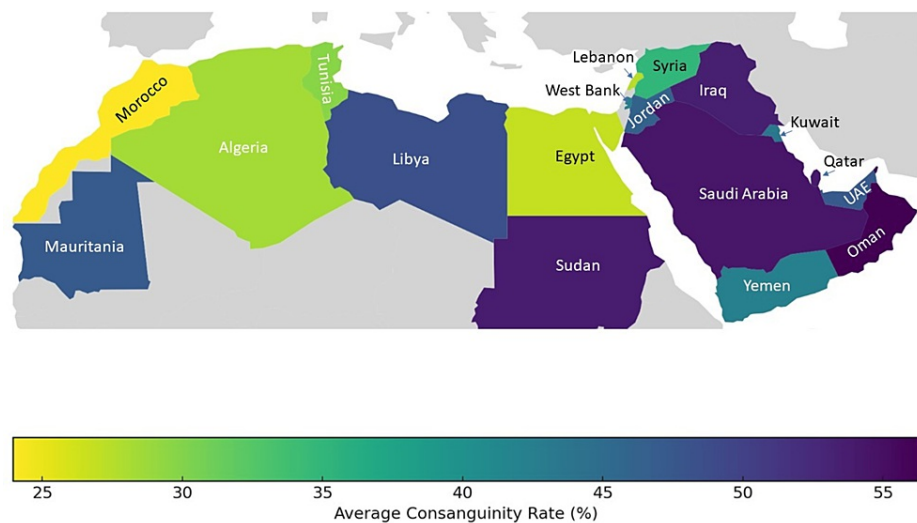 Lebanon
Syria
West Bank
Jordan
Iraq
Kuwait
Qatar
UAE
Oman
Saudi Arabia
Yemen
Morocco
Tunisia
Algeria
Libya
Egypt
Mauritania
Sudan
25 30 35 40 45 50 55
Average Consanguinity Rate (%)